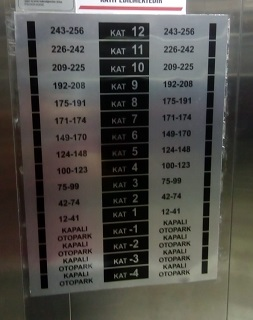 KAYIT EDİLMEKTEDİR
243-256 KAT 12 243-256
226-242 KAT 11 226-242
209-225 KAT 10 209-225
192-208 KAT 9 192-208
175-191 KAT 8 175-191
171-174 KAT 7 171-174
149-170 KAT 6 149-170
124-148 KAT 5 124-148
100-123 KAT 4 100-123
75-99 KAT 3 75-99
42-74 KAT 2 42-74
12-41 KAT 1 12-41
KAPALI OTOPARK KAT -1 KAPALI OTOPARK
KAPALI OTOPARK KAT -2 KAPALI OTOPARK
KAPALI OTOPARK KAT -3 KAPALI OTOPARK
KAPALI OTOPARK KAT -4 KAPALI OTOPARK